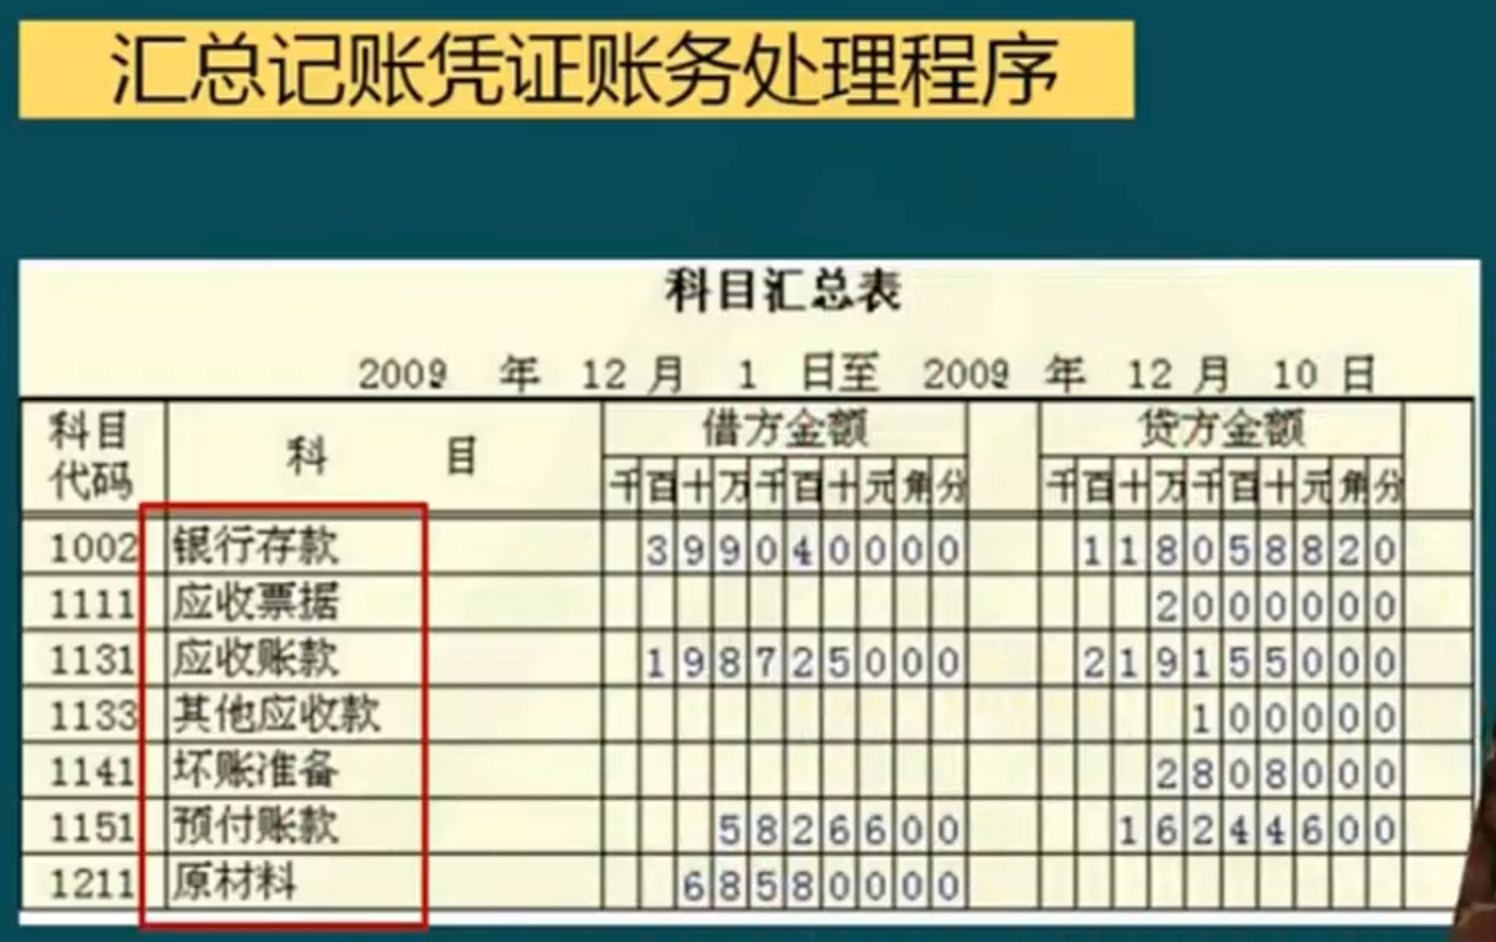 汇总记账凭证账务处理程序
科目汇总表
2009 年 12 月 1 日至 2009 年 12 月 10 日
科目代码 科 目 借方金额 贷方金额
千百十万千百十元角分 千百十万千百十元角分
1002 银行存款 399040000 118058820
1111 应收票据 2000000
1131 应收账款 198725000 219155000
1133 其他应收款 100000
1141 坏账准备 2808000
1151 预付账款 5826600 16244600
1211 原材料 68580000